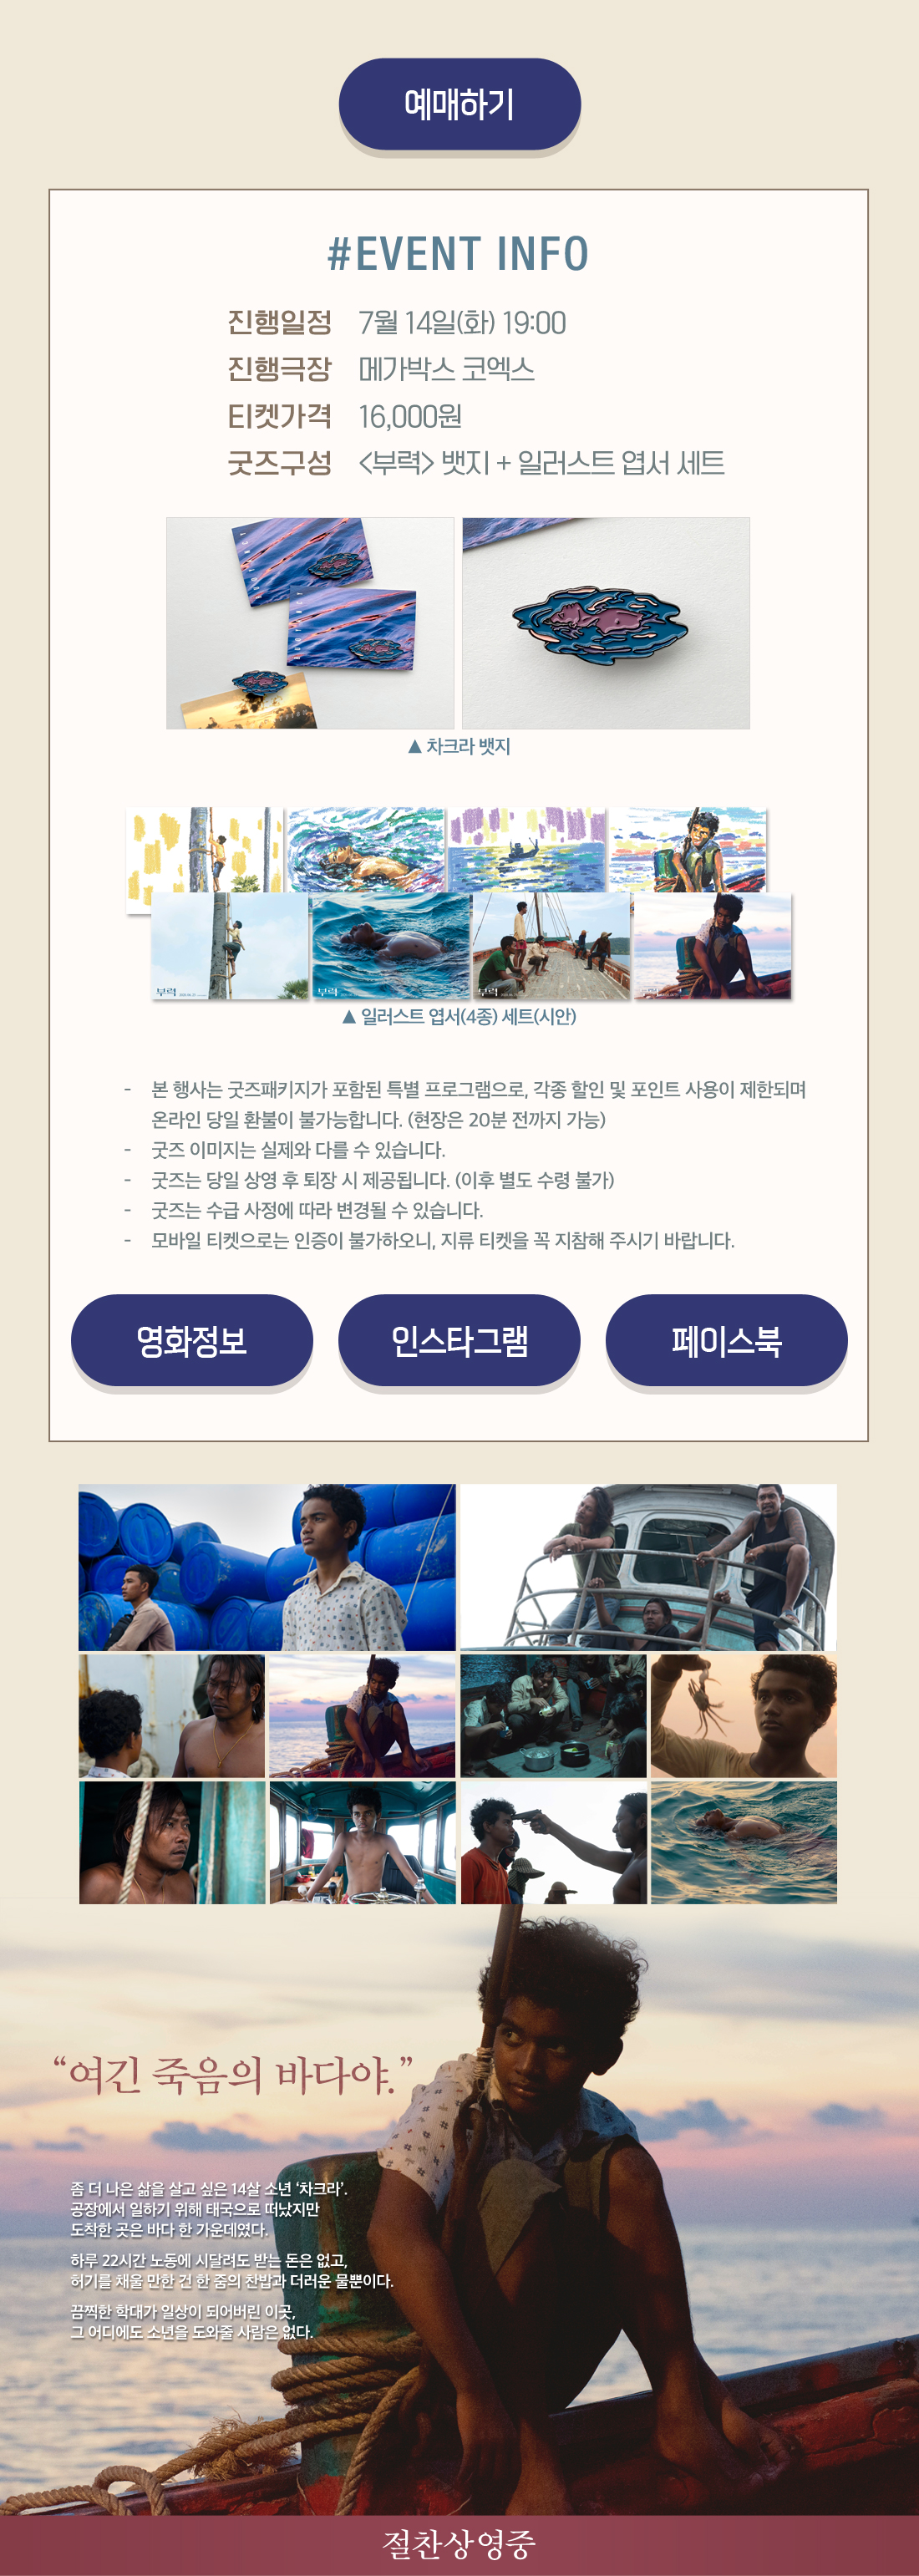 예매하기
#EVENT INFO
진행일정 7월 14일(화) 19:00
진행극장 메가박스 코엑스
티켓가격 16,000원
굿즈구성 <부력> 뱃지 + 일러스트 엽서 세트
▲ 차크라 뱃지
부력
부력
부력
▲ 일러스트 엽서(4종) 세트(시안)
- 본 행사는 굿즈패키지가 포함된 특별 프로그램으로, 각종 할인 및 포인트 사용이 제한되며
온라인 당일 환불이 불가능합니다. (현장은 20분 전까지 가능)
- 굿즈 이미지는 실제와 다를 수 있습니다.
- 굿즈는 당일 상영 후 퇴장 시 제공됩니다. (이후 별도 수령 불가)
- 굿즈는 수급 사정에 따라 변경될 수 있습니다.
- 모바일 티켓으로는 인증이 불가하오니, 지류 티켓을 꼭 지참해 주시기 바랍니다.
영화정보
인스타그램
페이스북
“여긴 죽음의 바다야.”
좀 더 나은 삶을 살고 싶은 14살 소년 ‘차크라’.
공장에서 일하기 위해 태국으로 떠났지만
도착한 곳은 바다 한 가운데였다.
하루 22시간 노동에 시달려도 받는 돈은 없고,
허기를 채울 만한 건 한 줌의 찬밥과 더러운 물뿐이다.
끔찍한 학대가 일상이 되어버린 이곳,
그 어디에도 소년을 도와줄 사람은 없다.
절찬상영중